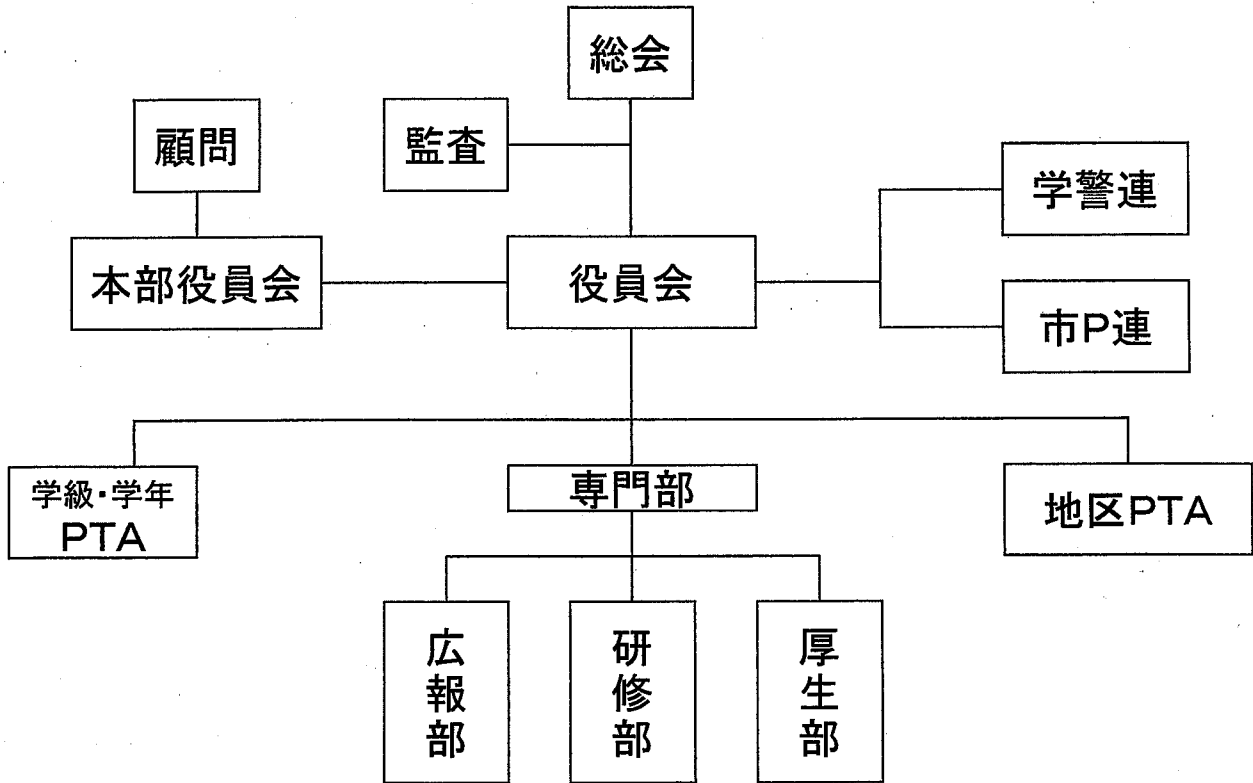 総会
顧問
監査
学警連
本部役員会
役員会
市P連
学級・学年
PTA
専門部
地区PTA
広報部
研修部
厚生部